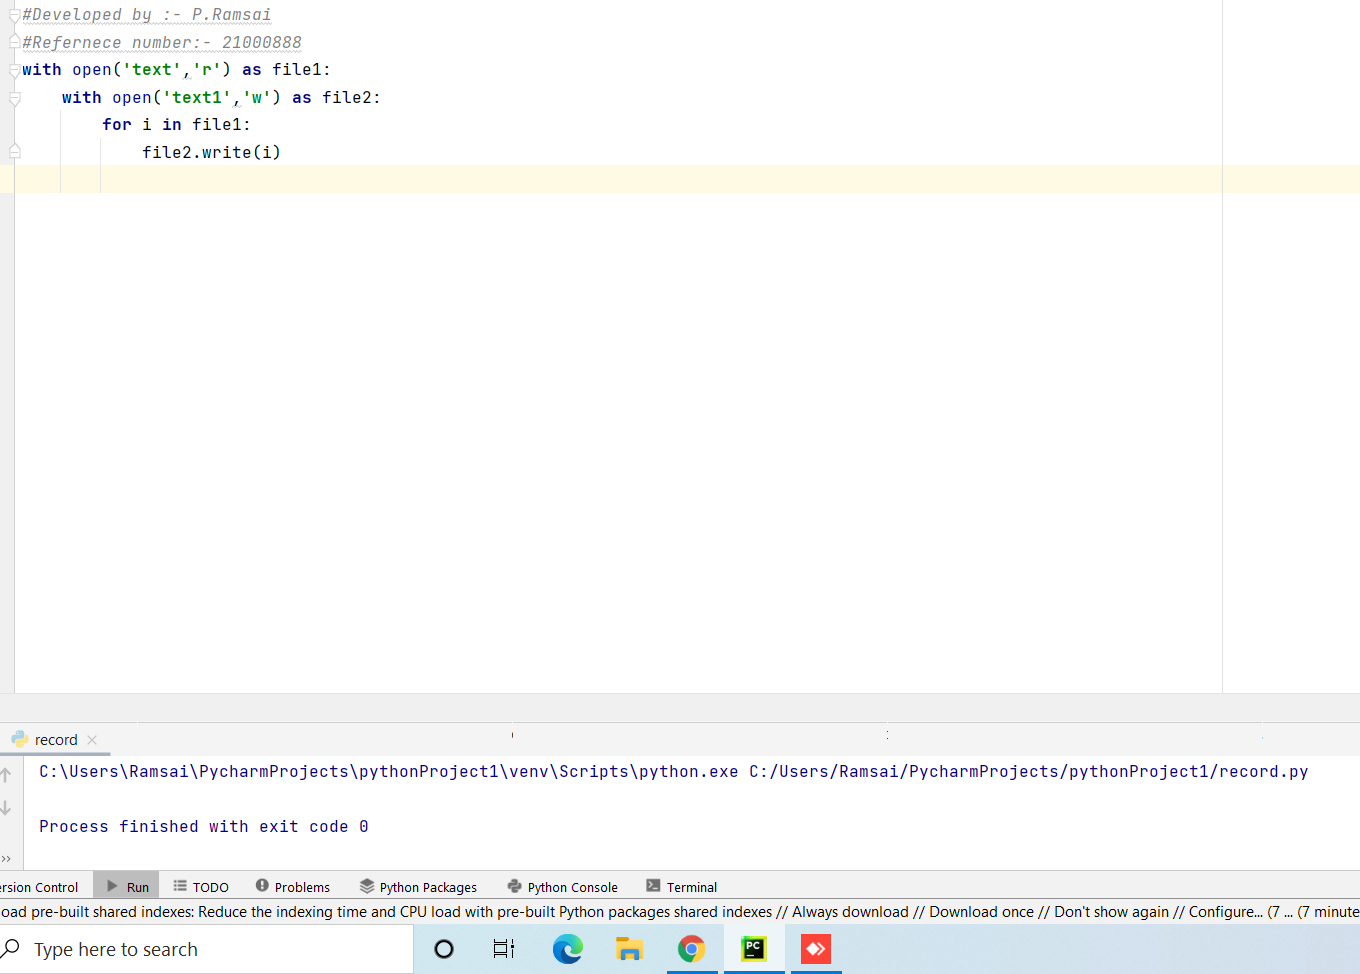 #Developed by :- P.Ramsai
#Refernece number:- 21000888
with open('text','r') as file1:
    with open('text1','w') as file2:
        for i in file1:
            file2.write(i)
record
C:\Users\Ramsai\PycharmProjects\pythonProject1\venv\Scripts\python.exe C:/Users/Ramsai/PycharmProjects/pythonProject1/record.py
Process finished with exit code 0
ersion Control Run TODO Problems Python Packages Python Console Terminal
oad pre-built shared indexes: Reduce the indexing time and CPU load with pre-built Python packages shared indexes // Always download // Download once // Don't show again // Configure... (7 ... (7 minute
Type here to search
PC